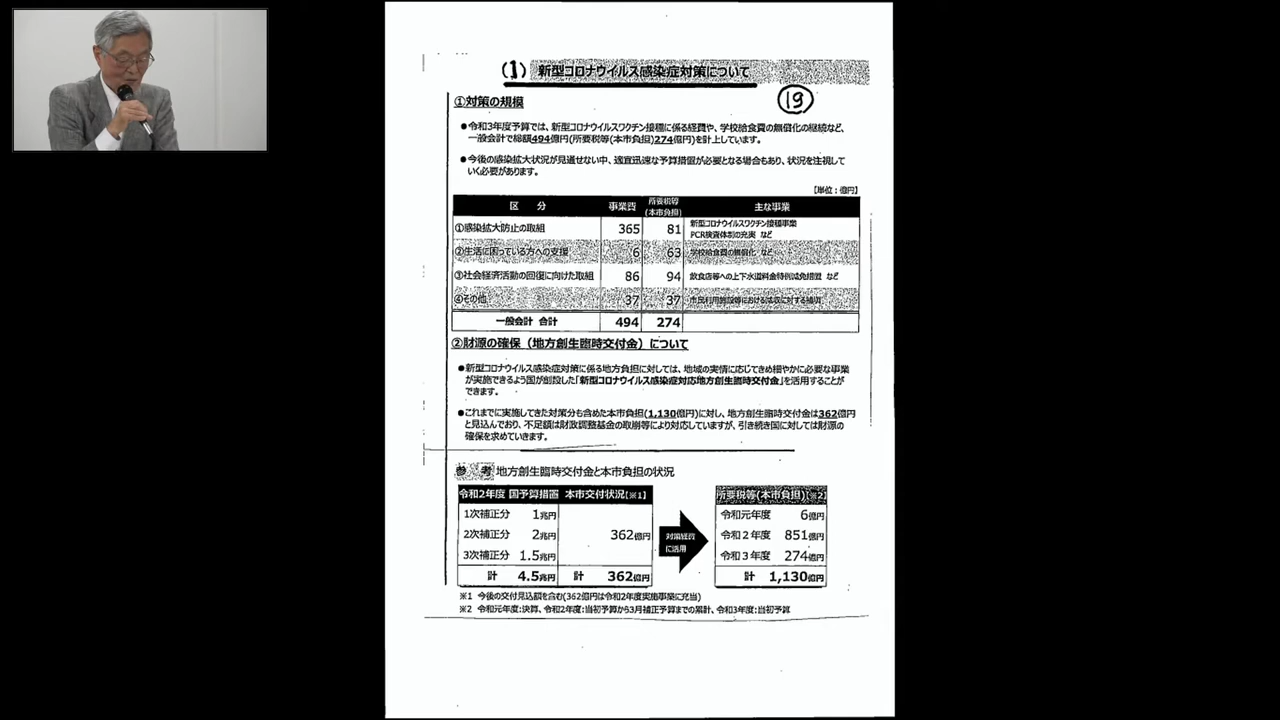 (1) 新型コロナウイルス感染症対策について
19
①対策の規模
●令和3年度予算では、新型コロナウイルスワクチン接種に係る経費や、学校給食費の無償化の継続など、
一般会計で総額494億円(所要税等(本市負担)274億円)を計上しています。
●今後の感染拡大状況が見通せない中、適宜迅速な予算措置が必要となる場合もあり、状況を注視して
いく必要があります。
【単位:億円】
区 分 事業費 所要税等(本市負担) 主な事業
①感染拡大防止の取組 365 81 新型コロナウイルスワクチン接種事業
PCR検査体制の充実 など
②生活に困っている方への支援 6 63 学校給食費の無償化 など
③社会経済活動の回復に向けた取組 86 94 飲食店等への上下水道料金特例減免措置 など
④その他 37 37 市民利用施設等における減収に対する補填
一般会計 合計 494 274
②財源の確保(地方創生臨時交付金)について
●新型コロナウイルス感染症対策に係る地方負担に対しては、地域の実情に応じてきめ細やかに必要な事業
が実施できるよう国が創設した「新型コロナウイルス感染症対応地方創生臨時交付金」を活用することが
できます。
●これまでに実施してきた対策分も含めた本市負担(1,130億円)に対し、地方創生臨時交付金は362億円
と見込んでおり、不足額は財政調整基金の取崩等により対応していますが、引き続き国に対しては財源の
確保を求めていきます。
参 考 地方創生臨時交付金と本市負担の状況
令和2年度 国予算措置 本市交付状況【※1】
1次補正分 1兆円
2次補正分 2兆円 362億円
3次補正分 1.5兆円
計 4.5兆円 計 362億円
対策経費
に活用
所要税等(本市負担)【※2】
令和元年度 6億円
令和2年度 851億円
令和3年度 274億円
計 1,130億円
※1 今後の交付見込額を含む(362億円は令和2年度実施事業に充当)
※2 令和元年度:決算、令和2年度:当初予算から3月補正予算までの累計、令和3年度:当初予算